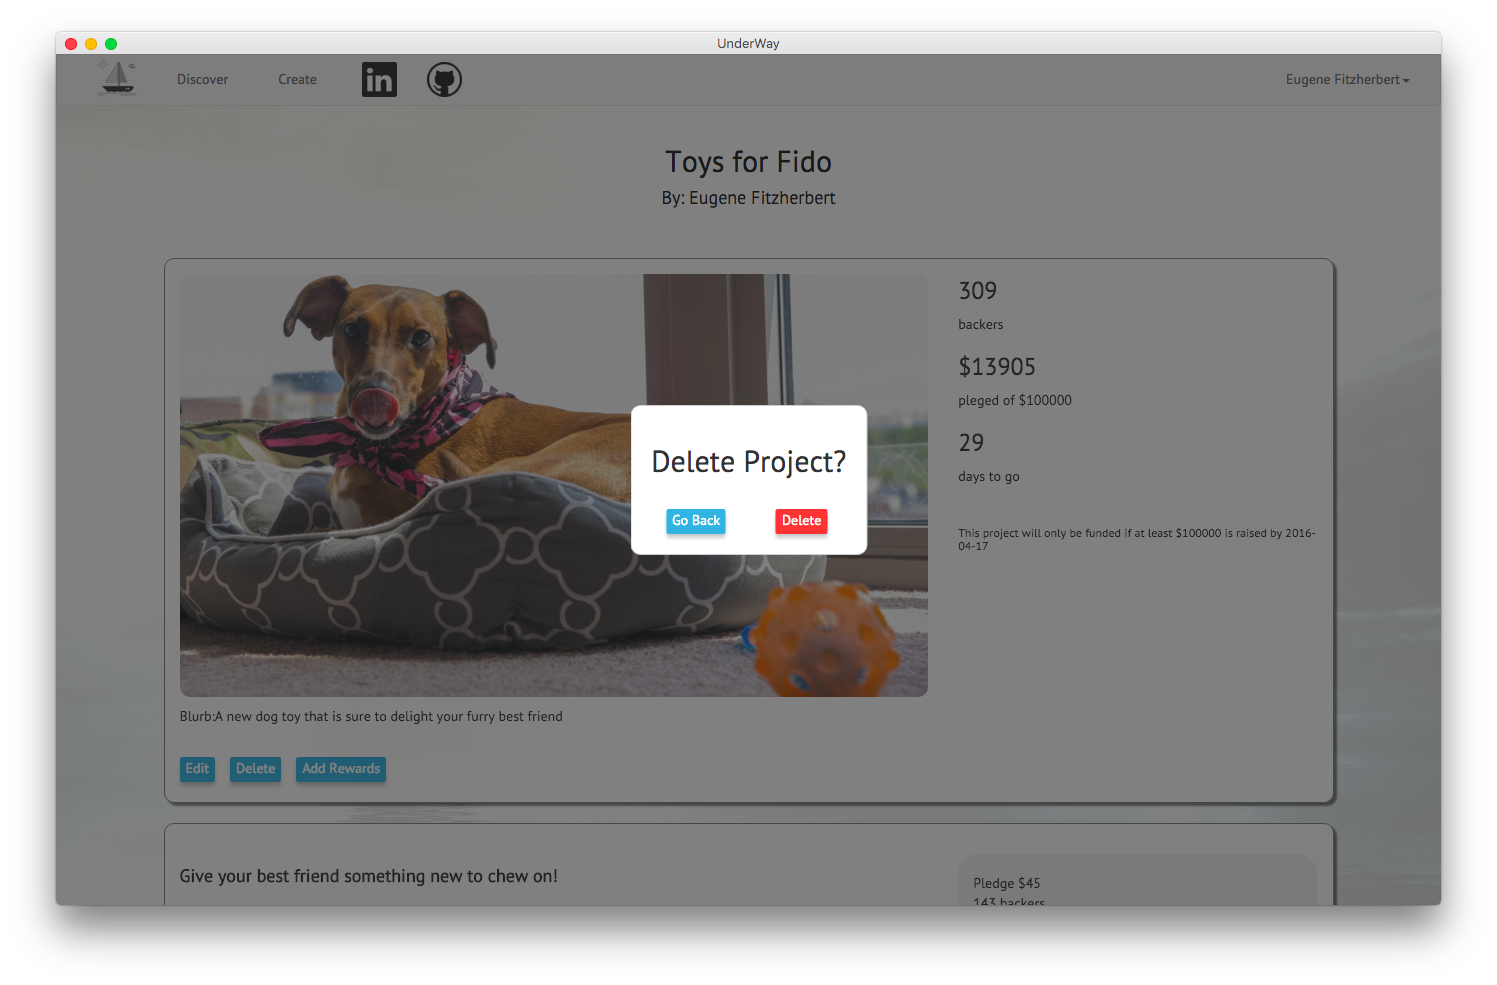 UnderWay
Discover
Create
in
Eugene Fitzherbert
Toys for Fido
By: Eugene Fitzherbert
309
backers
$13905
pleged of $100000
29
days to go
This project will only be funded if at least $100000 is raised by 2016-
04-17
Delete Project?
Go Back
Delete
Blurb:A new dog toy that is sure to delight your furry best friend
Edit
Delete
Add Rewards
Give your best friend something new to chew on!
Pledge $45
143 backers